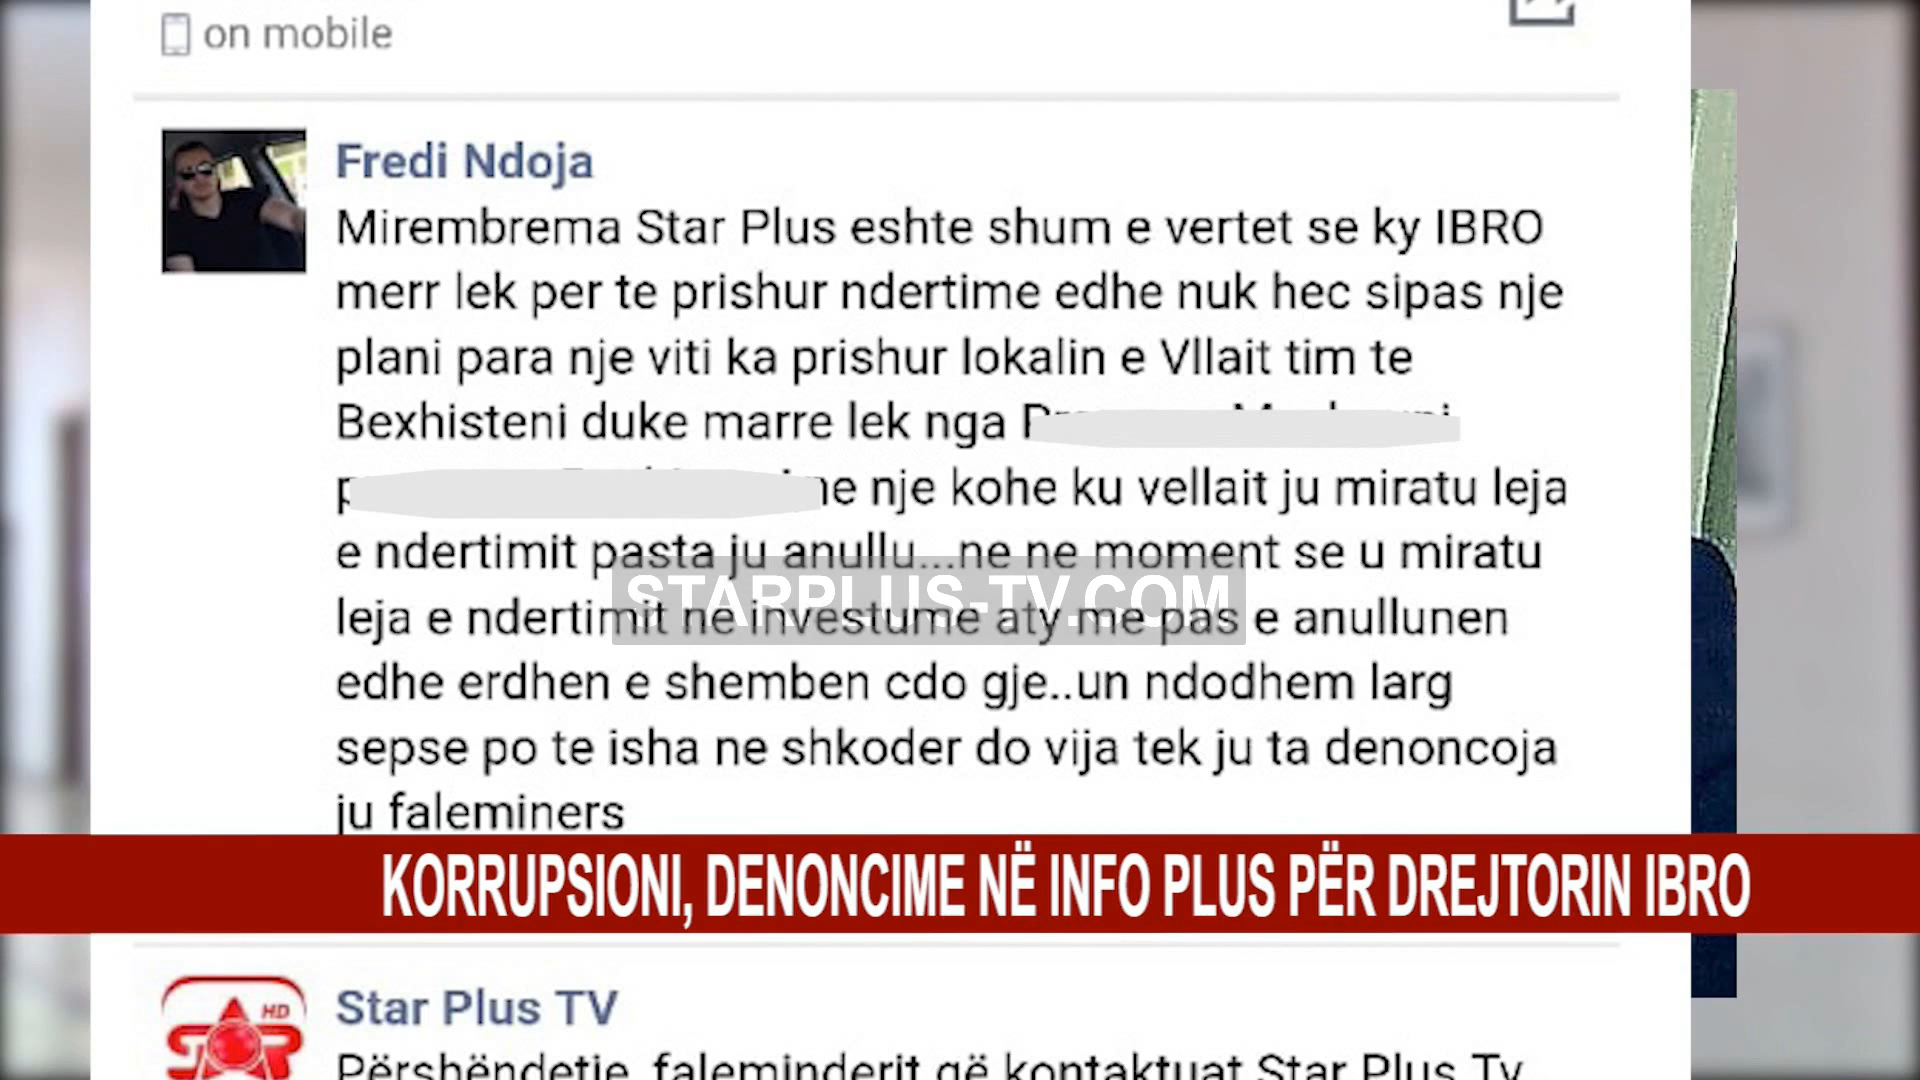 on mobile
Fredi Ndoja
Mirembrema Star Plus eshte shum e vertet se ky IBRO
merr lek per te prishur ndertime edhe nuk hec sipas nje
plani para nje viti ka prishur lokalin e Vllait tim te
Bexhisteni duke marre lek nga
ne nje kohe ku vellait ju miratu leja
e ndertimit pasta ju anullu...ne ne moment se u miratu
leja e ndertimit ne investume aty me pas e anullunen
STARPLUS-TV.COM
edhe erdhen e shemben cdo gje..un ndodhem larg
sepse po te isha ne shkoder do vija tek ju ta denoncoja
ju faleminers
KORRUPSIONI, DENONCIME NË INFO PLUS PËR DREJTORIN IBRO
HD
STAR
Star Plus TV
Përshëndetje, faleminderit që kontaktuat Star Plus Tv